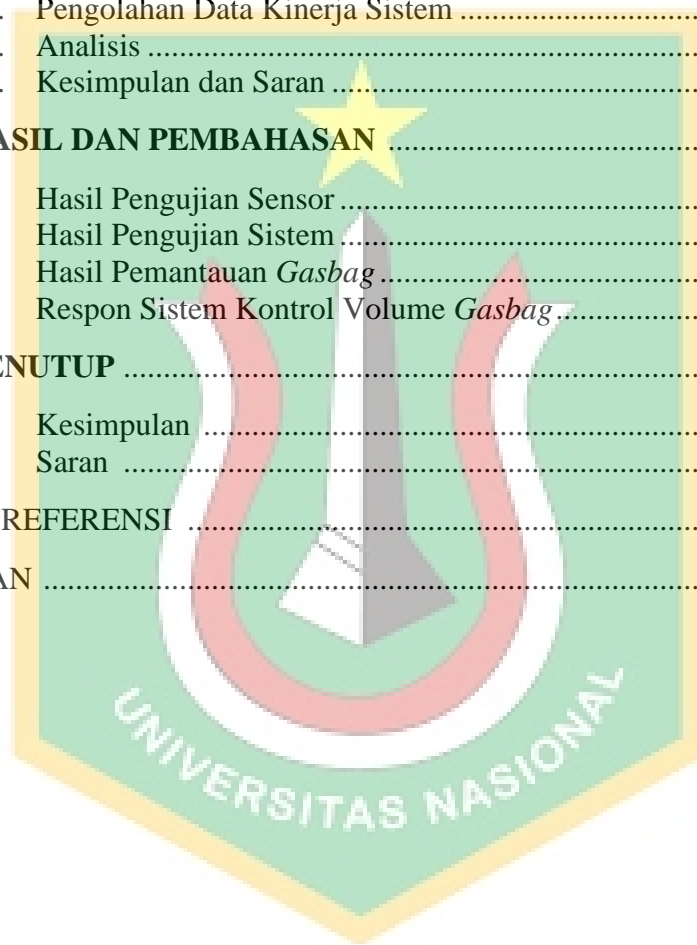 . Pengolahan Data Kinerja Sistem ..................................
. Analisis ..........................................................................
. Kesimpulan dan Saran ..................................................
ASIL DAN PEMBAHASAN .......................................
Hasil Pengujian Sensor .................................................
Hasil Pengujian Sistem .................................................
Hasil Pemantauan Gasbag ............................................
Respon Sistem Kontrol Volume Gasbag ......................
ENUTUP .........................................................................
Kesimpulan ...................................................................
Saran .............................................................................
REFERENSI ..................................................................
AN ..................................................................................
UNIVERSITAS NASIONAL